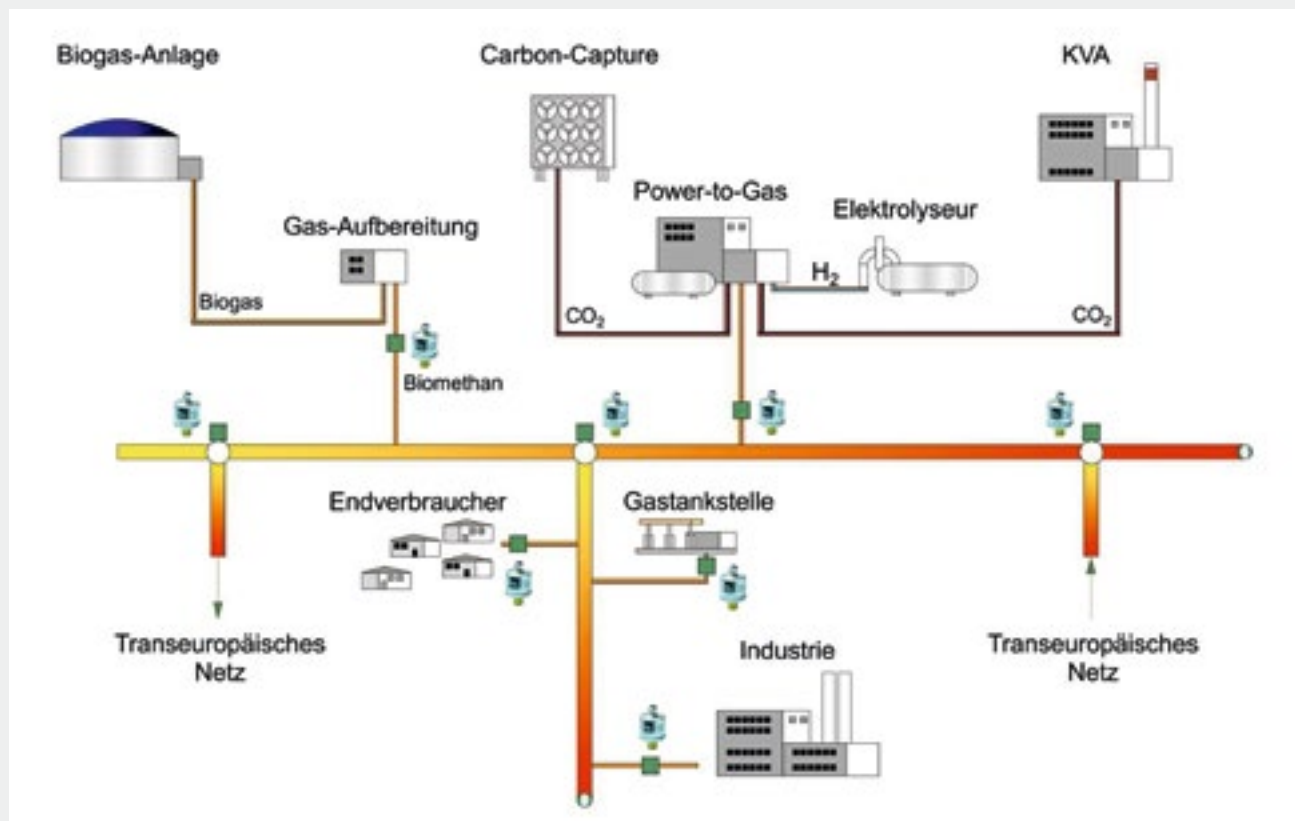 Biogas-Anlage
Carbon-Capture
KVA
Power-to-Gas
Elektrolyseur
Gas-Aufbereitung
H₂
Biogas
CO₂
CO₂
Biomethan
Endverbraucher
Gastankstelle
Transeuropäisches
Netz
Industrie
Transeuropäisches
Netz